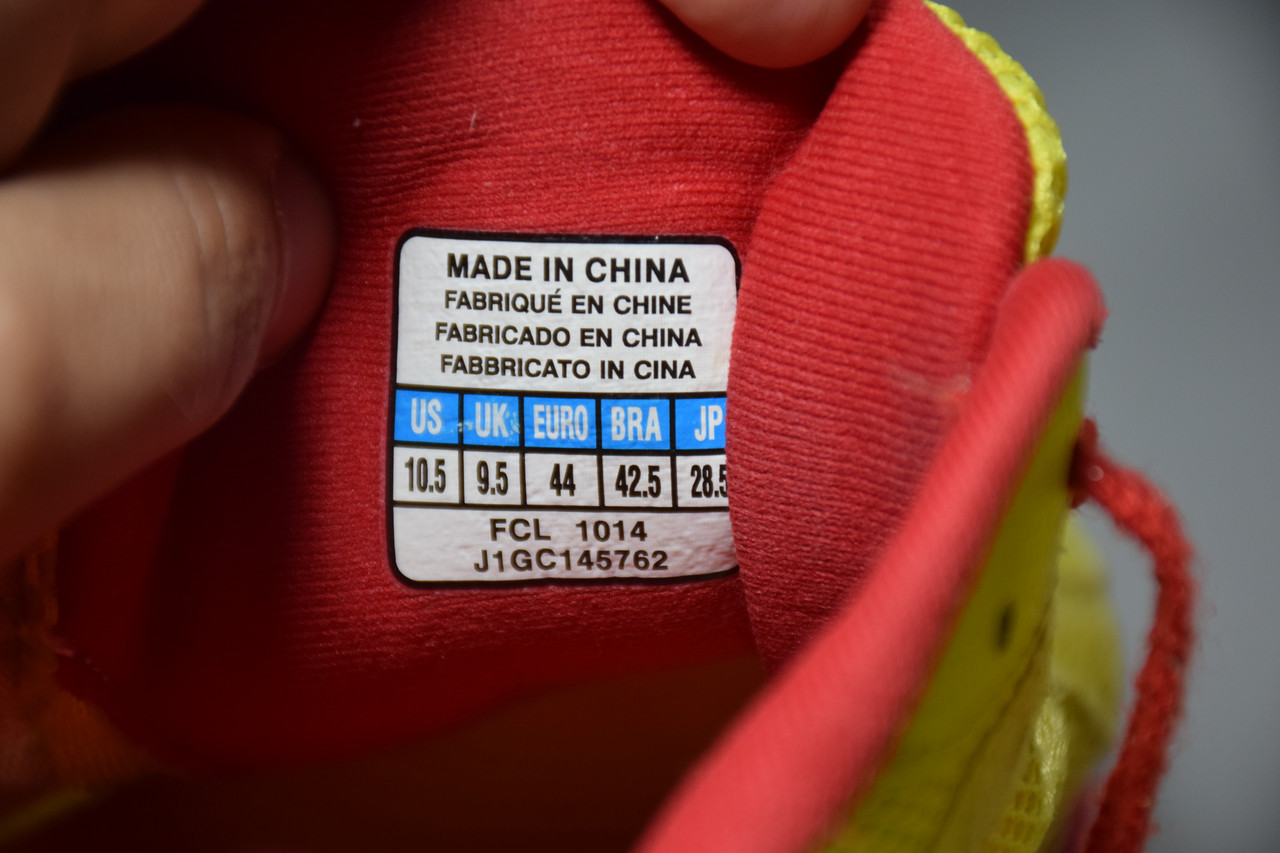 MADE IN CHINA
FABRIQUÉ EN CHINE
FABRICADO EN CHINA
FABBRICATO IN CINA
US UK EURO BRA JP
10.5 9.5 44 42.5 28.5
FCL 1014
J1GC145762